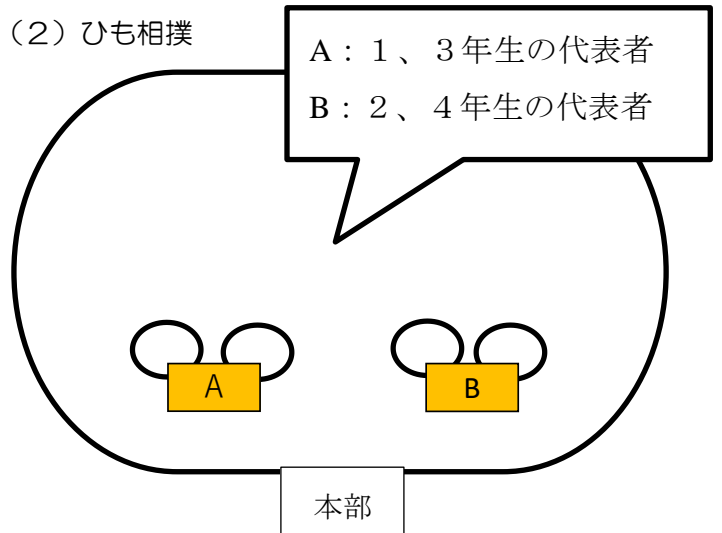 （２）ひも相撲
A：１、３年生の代表者
B：２、４年生の代表者
A
B
本部